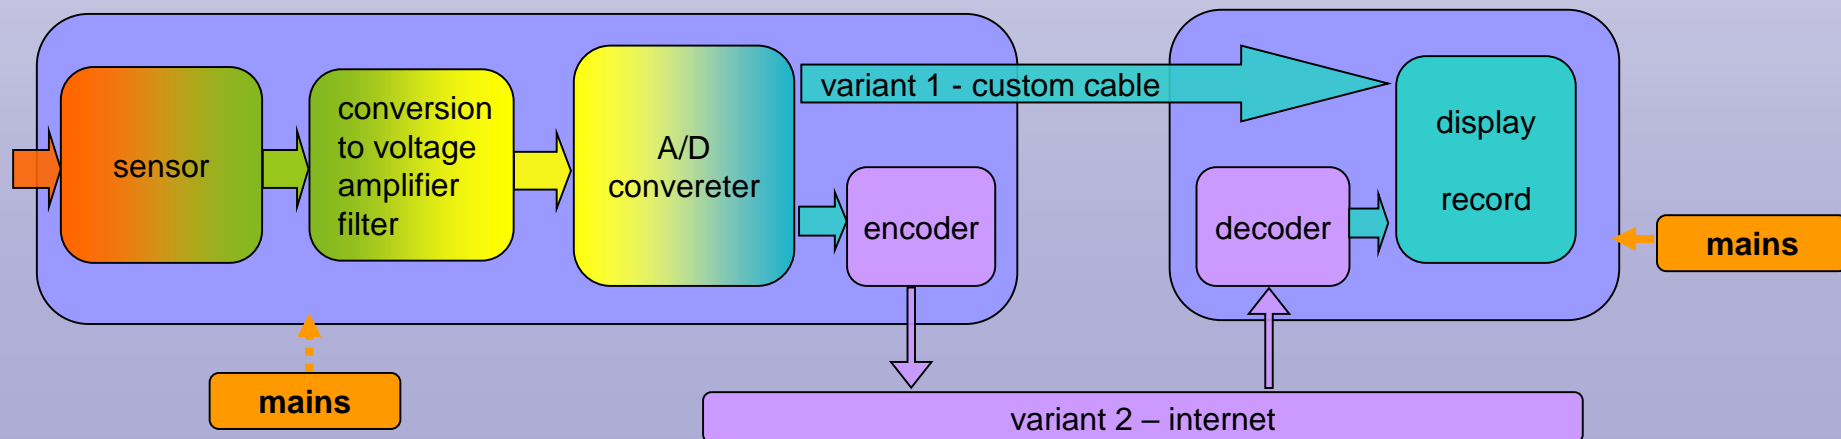 sensor
conversion
to voltage
amplifier
filter
A/D
convereter
variant 1 - custom cable
encoder
decoder
display
record
mains
mains
variant 2 – internet